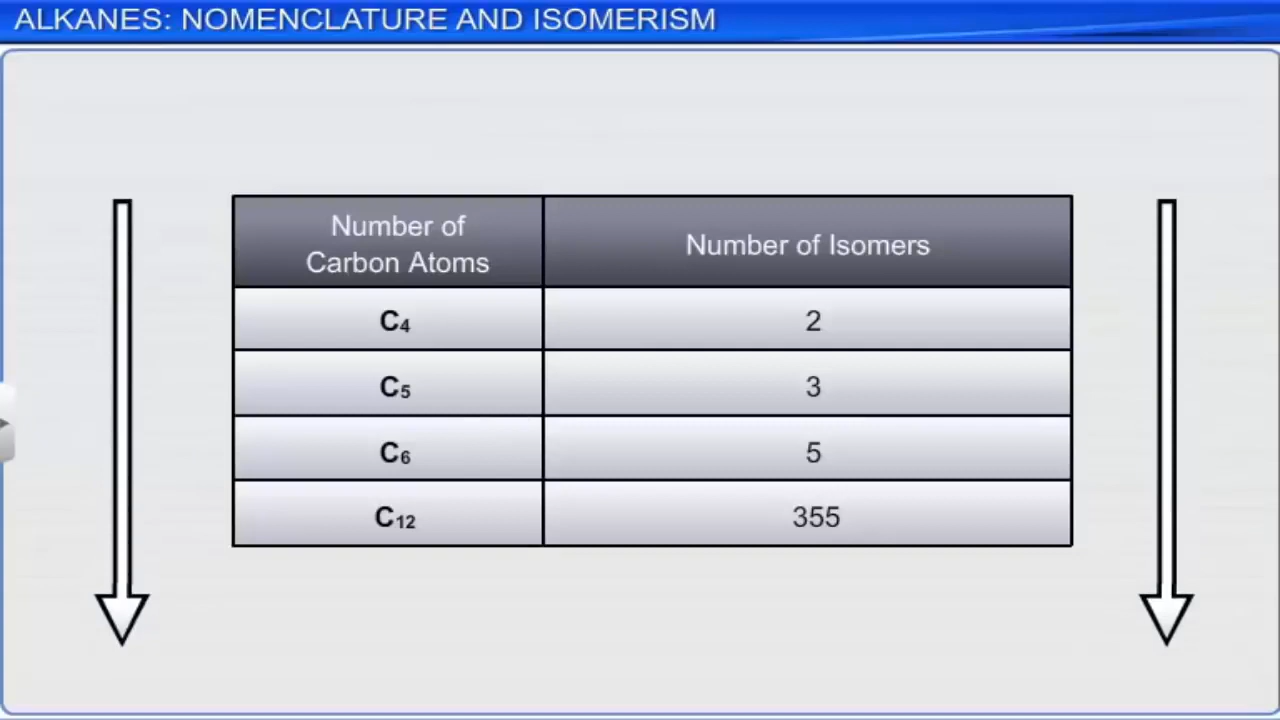 ALKANES: NOMENCLATURE AND ISOMERISM
Number of
Carbon Atoms
Number of Isomers
C₄
2
C₅
3
C₆
5
C₁₂
355